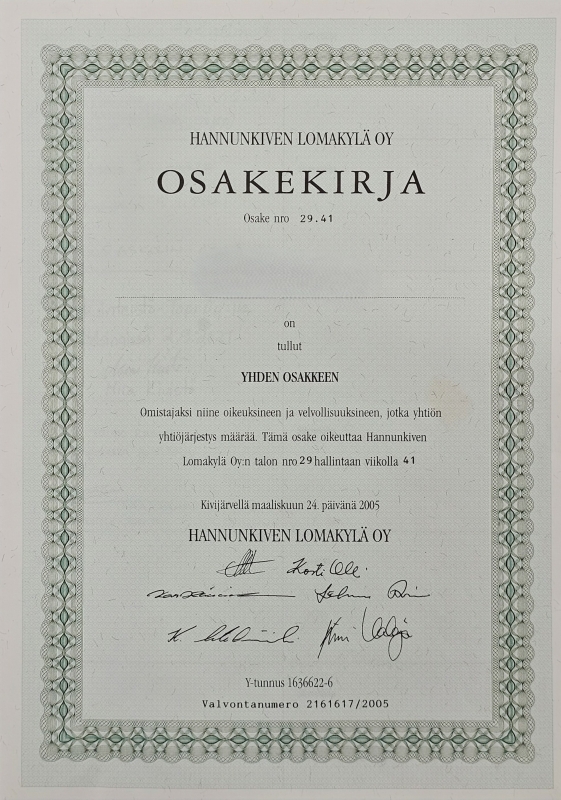 HANNUNKIVEN LOMAKYLÄ OY
OSAKEKIRJA
Osake nro 29.41
on
tullut
YHDEN OSAKKEEN
Omistajaksi niine oikeuksineen ja velvollisuuksineen, jotka yhtiön
yhtiöjärjestys määrää. Tämä osake oikeuttaa Hannunkiven
Lomakylä Oy:n talon nro 29 hallintaan viikolla 41
Kivijärvellä maaliskuun 24. päivänä 2005
HANNUNKIVEN LOMAKYLÄ OY
Y-tunnus 1636622-6
Valvontanumero 2161617/2005